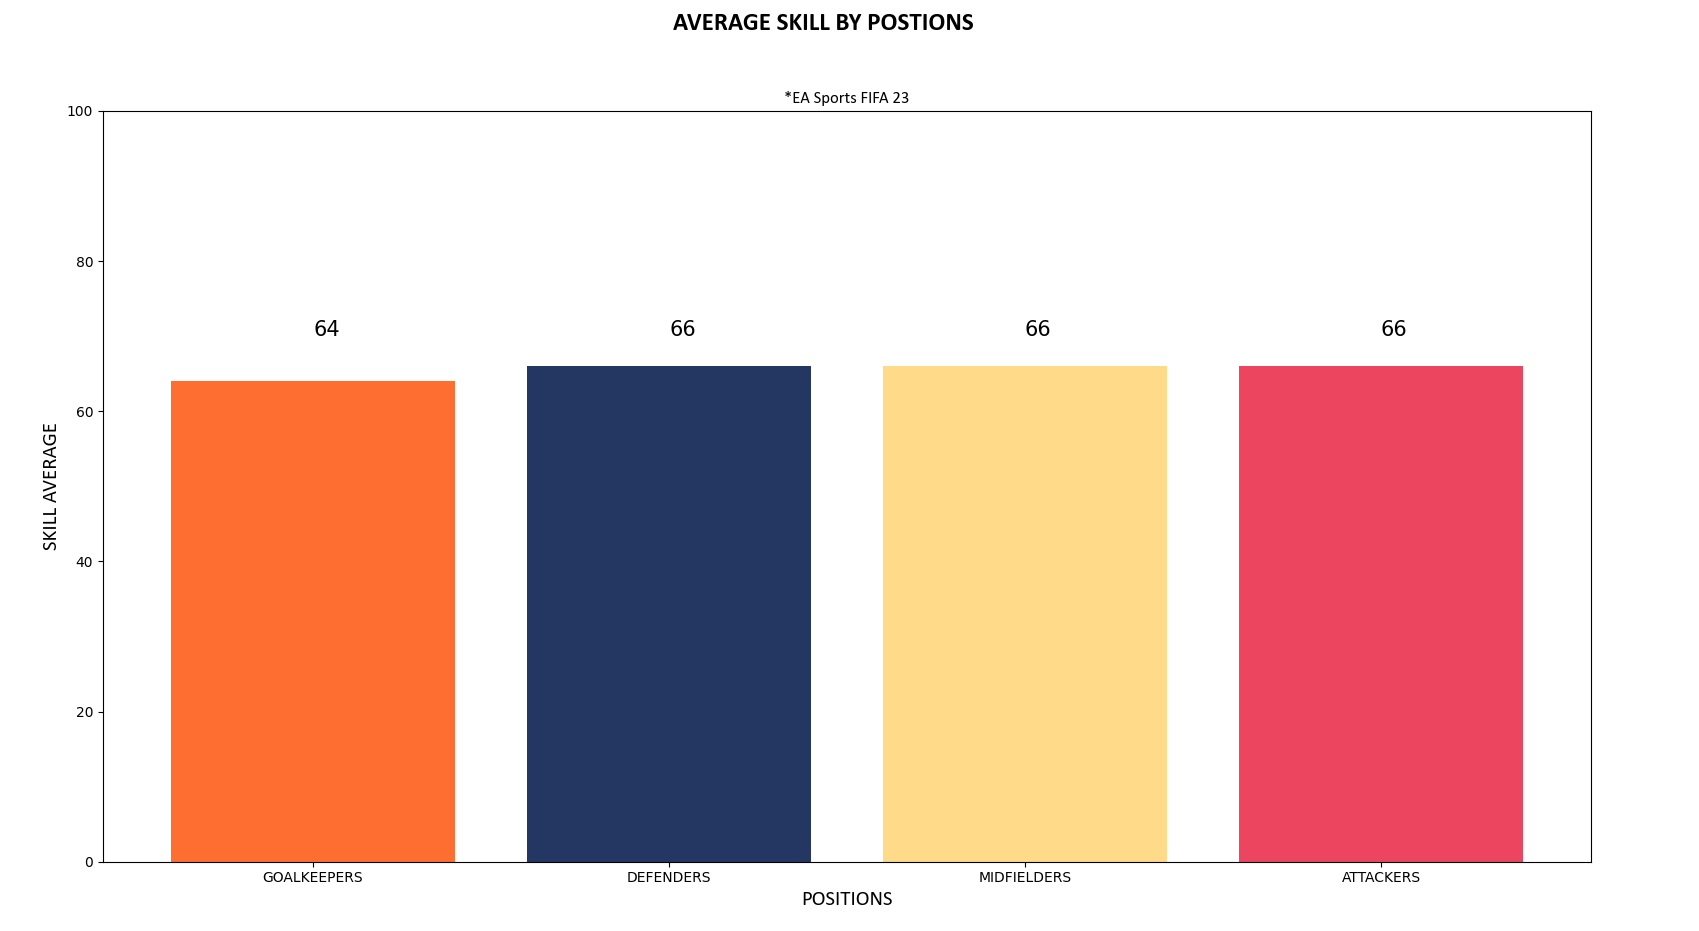 AVERAGE SKILL BY POSTIONS
*EA Sports FIFA 23
100
80
60
40
20
0
SKILL AVERAGE
64
66
66
66
GOALKEEPERS
DEFENDERS
MIDFIELDERS
ATTACKERS
POSITIONS